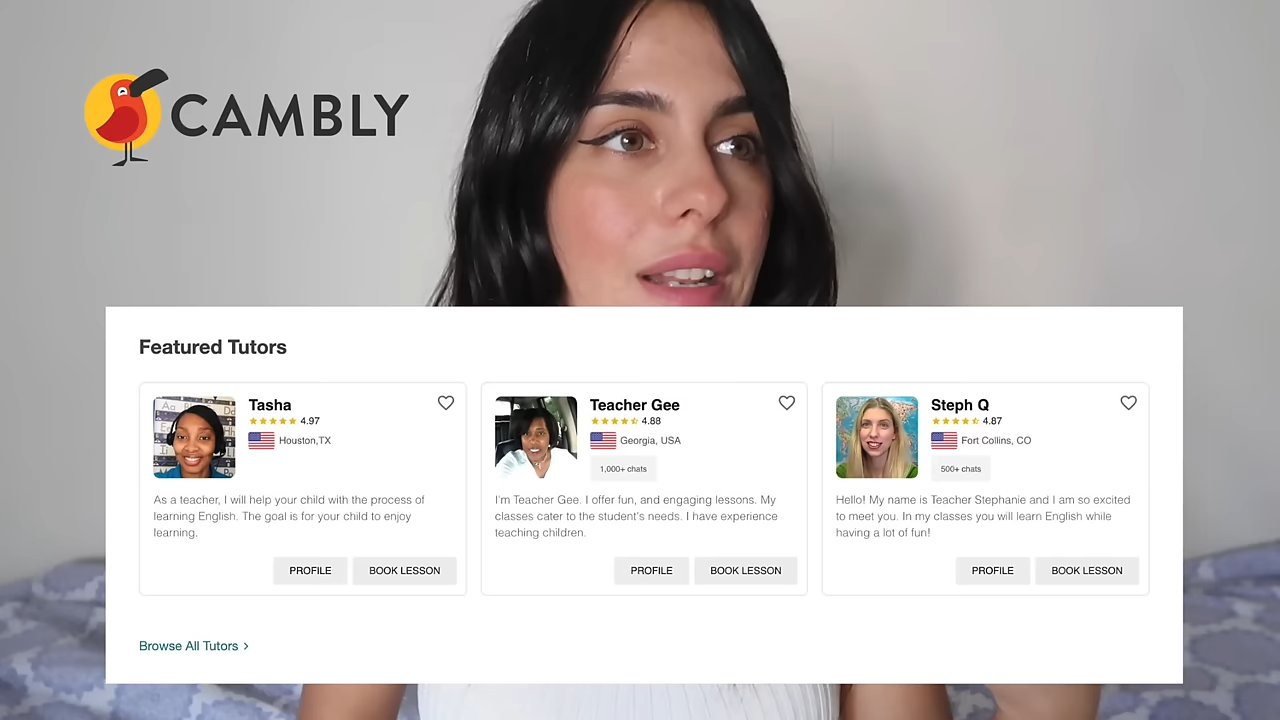 CAMBLY
Featured Tutors
Tasha
4.97
Houston,TX
As a teacher, I will help your child with the process of
learning English. The goal is for your child to enjoy
learning.
PROFILE
BOOK LESSON
Teacher Gee
4.88
Georgia, USA
1,000+ chats
I'm Teacher Gee. I offer fun, and engaging lessons. My
classes cater to the student's needs. I have experience
teaching children.
PROFILE
BOOK LESSON
Steph Q
4.87
Fort Collins, CO
500+ chats
Hello! My name is Teacher Stephanie and I am so excited
to meet you. In my classes you will learn English while
having a lot of fun!
PROFILE
BOOK LESSON
Browse All Tutors >